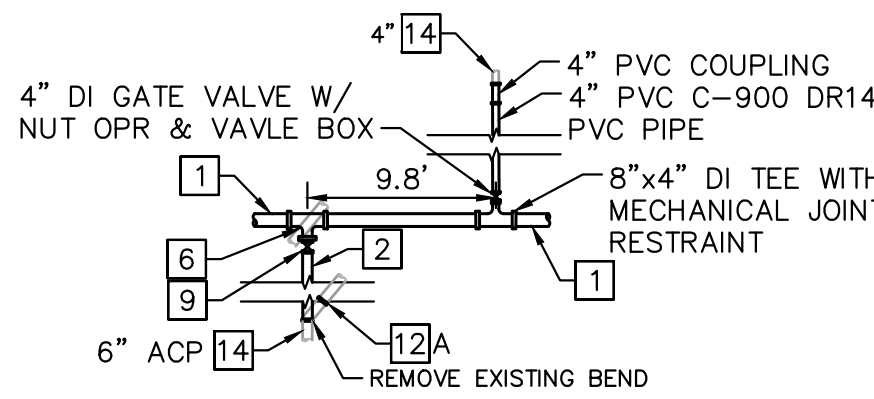 4” 14
4” PVC COUPLING
4” PVC C-900 DR14
PVC PIPE
4” DI GATE VALVE W/
NUT OPR & VAVLE BOX
1
9.8’
8”x4” DI TEE WITH
MECHANICAL JOINT
RESTRAINT
6
2
1
9
6” ACP 14
12 A
REMOVE EXISTING BEND